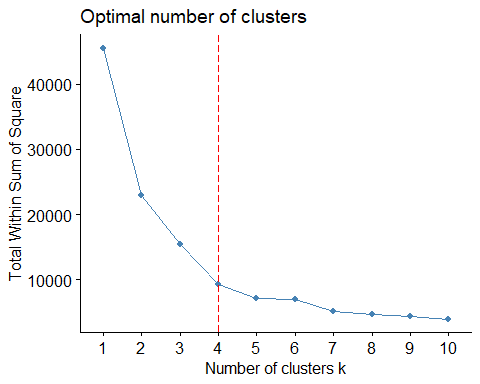 Optimal number of clusters
Total Within Sum of Square
40000
30000
20000
10000
1 2 3 4 5 6 7 8 9 10
Number of clusters k